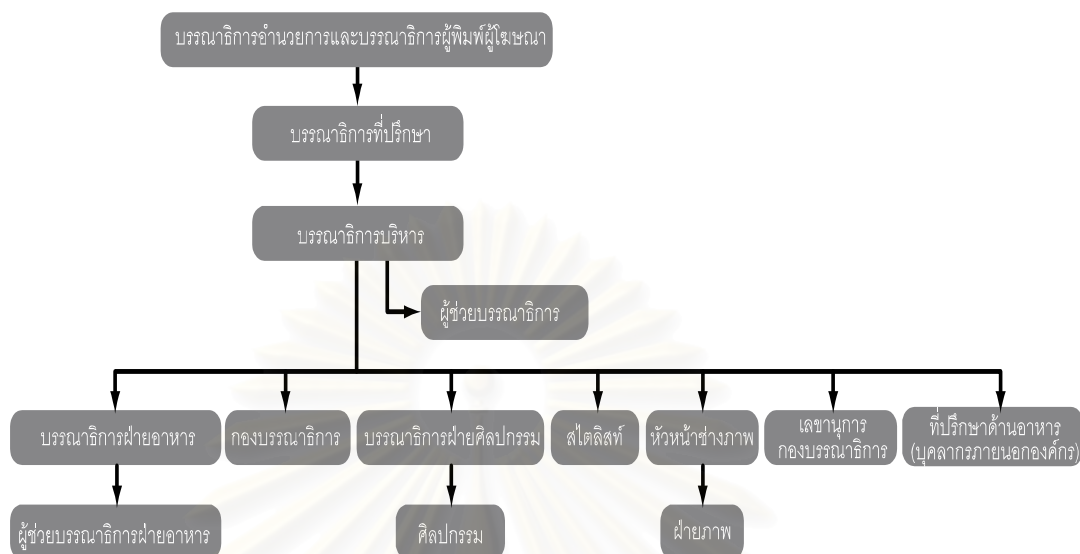 บรรณาธิการอำนวยการและบรรณาธิการผู้พิมพ์ผู้โฆษณา
บรรณาธิการที่ปรึกษา
บรรณาธิการบริหาร
ผู้ช่วยบรรณาธิการ
บรรณาธิการฝ่ายอาหาร
กองบรรณาธิการ
บรรณาธิการฝ่ายศิลปกรรม
สไตลิสท์
หัวหน้าช่างภาพ
เลขานุการ
กองบรรณาธิการ
ที่ปรึกษาด้านอาหาร
(บุคลากรภายนอกองค์กร)
ผู้ช่วยบรรณาธิการฝ่ายอาหาร
ศิลปกรรม
ฝ่ายภาพ